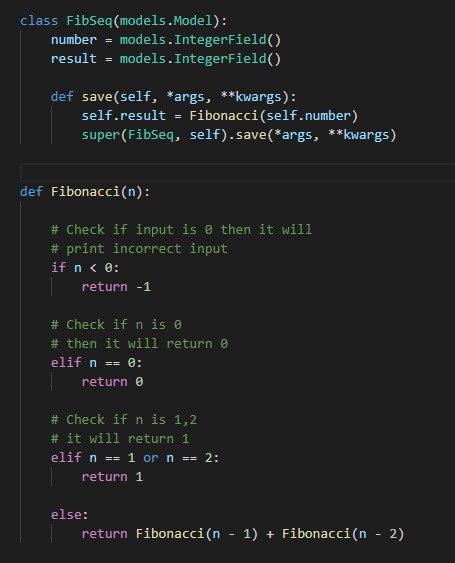 class FibSeq(models.Model):
    number = models.IntegerField()
    result = models.IntegerField()
    def save(self, *args, **kwargs):
        self.result = Fibonacci(self.number)
        super(FibSeq, self).save(*args, **kwargs)
def Fibonacci(n):
    # Check if input is 0 then it will
    # print incorrect input
    if n < 0:
        return -1
    # Check if n is 0
    # then it will return 0
    elif n == 0:
        return 0
    # Check if n is 1,2
    # it will return 1
    elif n == 1 or n == 2:
        return 1
    else:
        return Fibonacci(n - 1) + Fibonacci(n - 2)